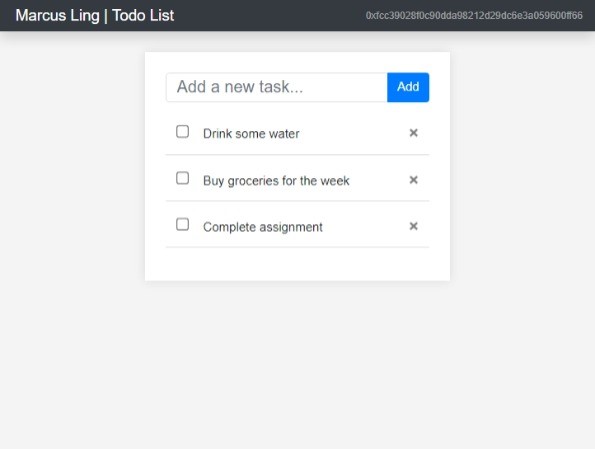 Marcus Ling | Todo List
0xfcc39028f0c90dda98212d29dc6e3a059600ff66
Add a new task...
Add
Drink some water
Buy groceries for the week
Complete assignment